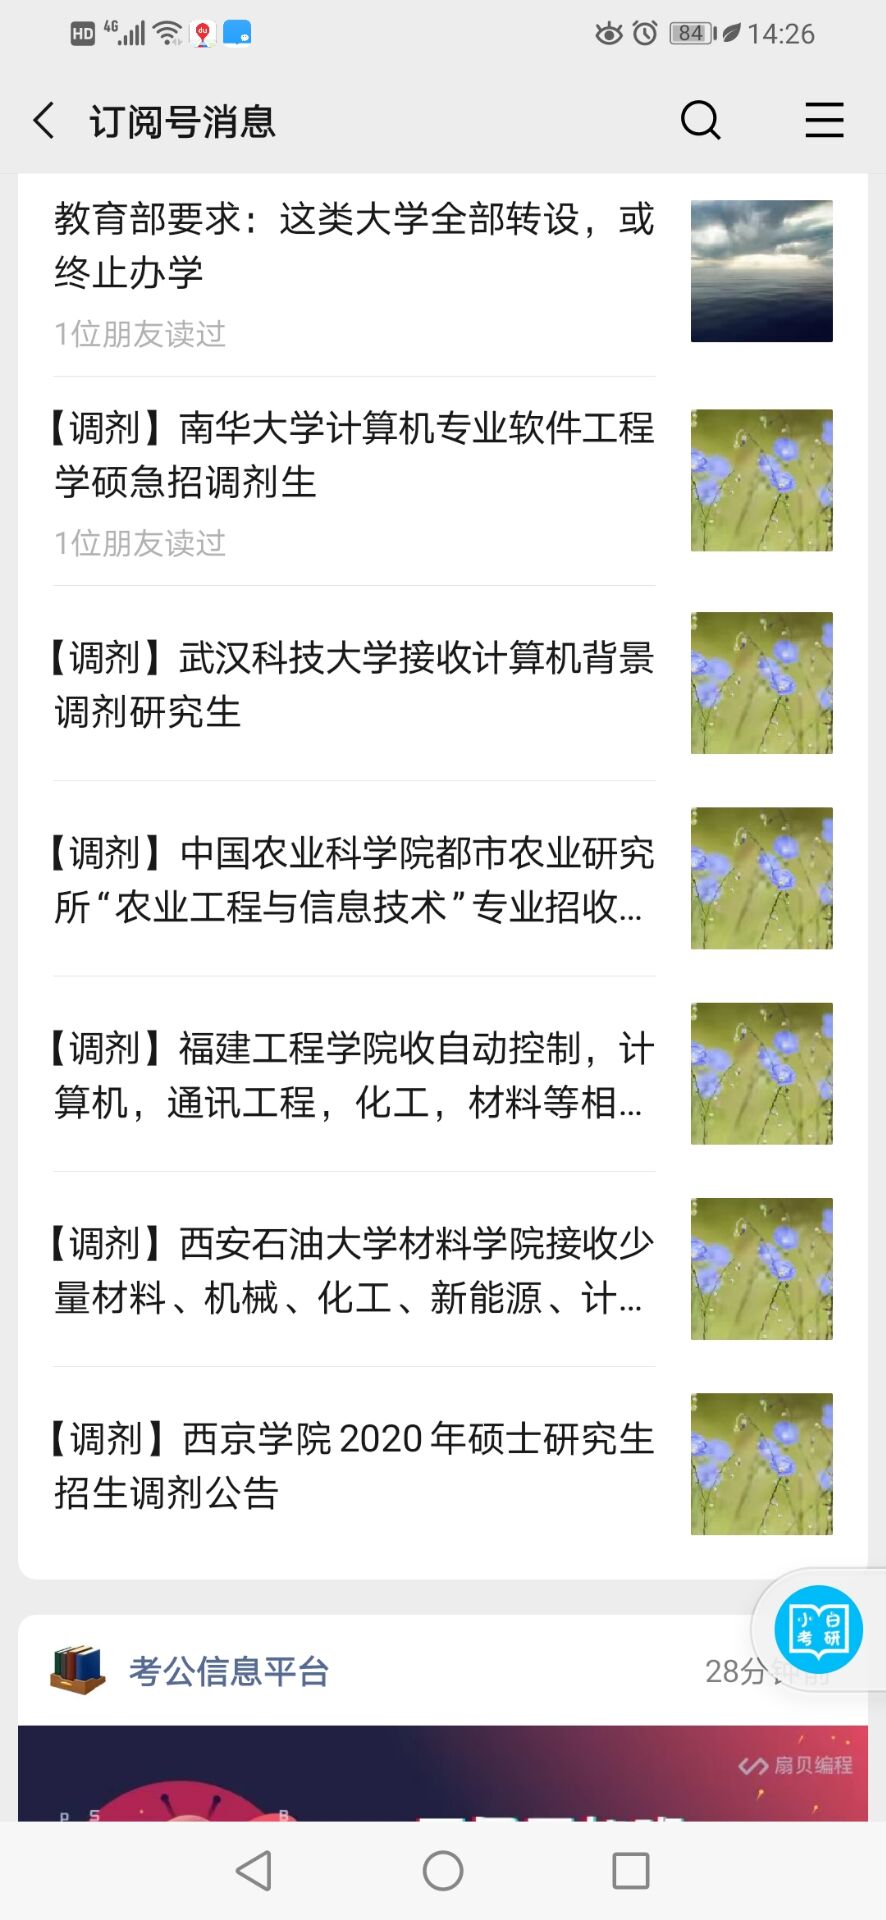 HD 4G 84 14:26
订阅号消息
教育部要求：这类大学全部转设，或
终止办学
1位朋友读过
【调剂】南华大学计算机专业软件工程
学硕急招调剂生
1位朋友读过
【调剂】武汉科技大学接收计算机背景
调剂研究生
【调剂】中国农业科学院都市农业研究
所“农业工程与信息技术”专业招收...
【调剂】福建工程学院收自动控制，计
算机，通讯工程，化工，材料等相...
【调剂】西安石油大学材料学院接收少
量材料、机械、化工、新能源、计...
【调剂】西京学院2020年硕士研究生
招生调剂公告
小白
考研
考公信息平台
28分钟前
扇贝编程
P S B